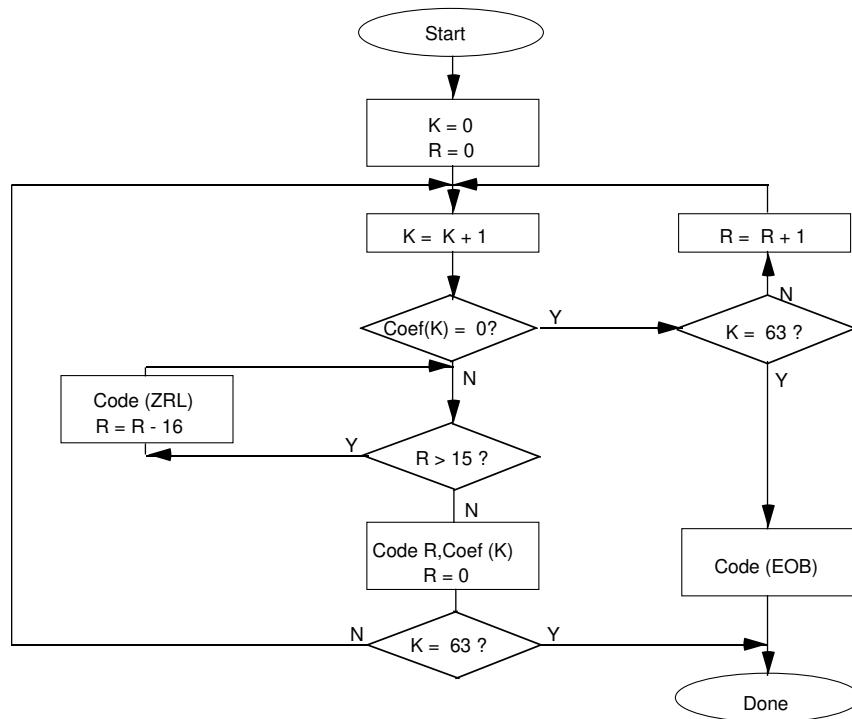 Start
K = 0
R = 0
K = K + 1
R = R + 1
N
Coef(K) = 0?
Y
K = 63 ?
N
Y
Code (ZRL)
R = R - 16
Y
R > 15 ?
N
Code R,Coef (K)
R = 0
Code (EOB)
N
K = 63 ?
Y
Done